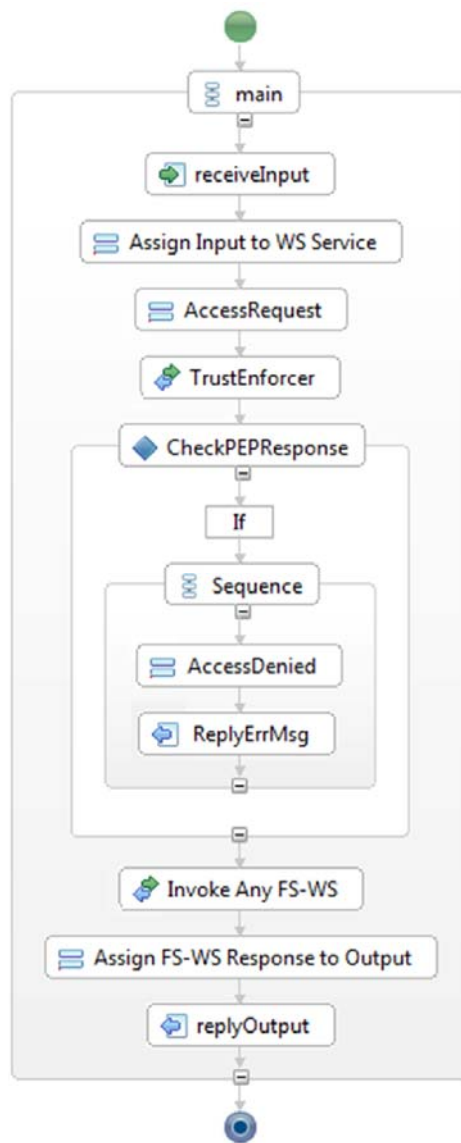 main
receiveInput
Assign Input to WS Service
AccessRequest
TrustEnforcer
CheckPEPResponse
If
Sequence
AccessDenied
ReplyErrMsg
Invoke Any FS-WS
Assign FS-WS Response to Output
replyOutput